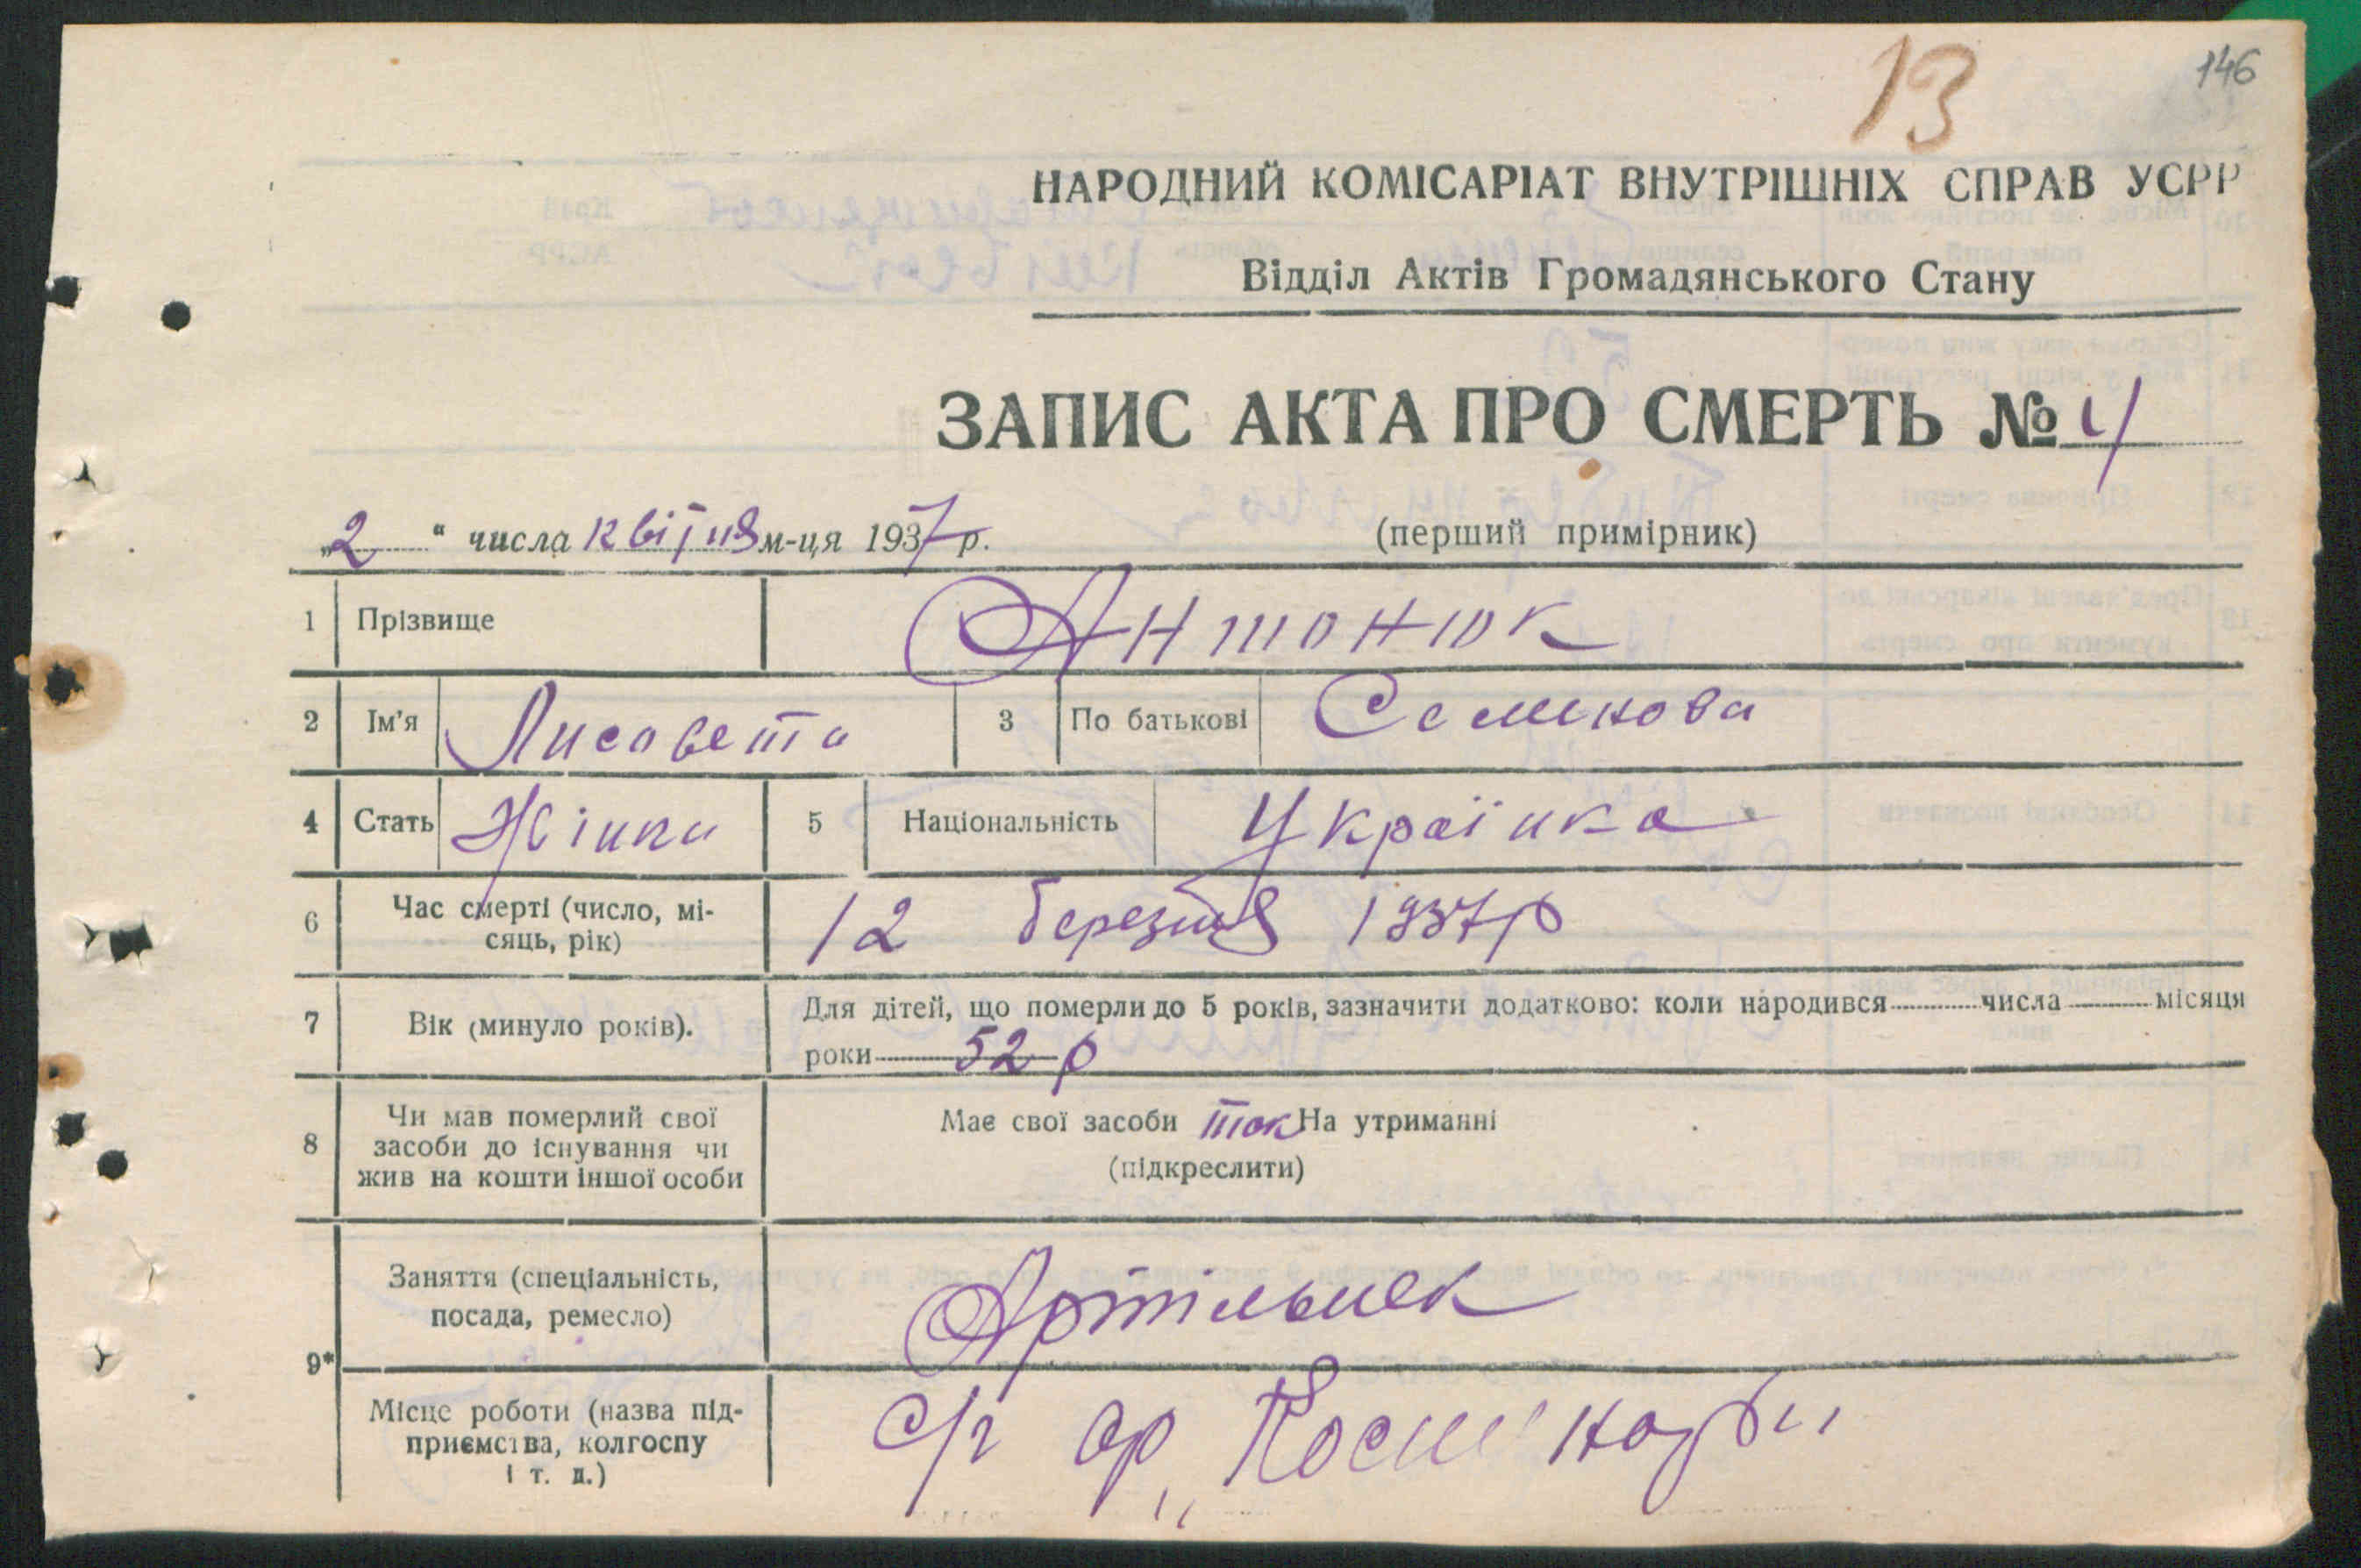 13
146
НАРОДНИЙ КОМІСАРІАТ ВНУТРІШНІХ СПРАВ УСРР
Відділ Актів Громадянського Стану
ЗАПИС АКТА ПРО СМЕРТЬ № 4
„2“ числа квітня м-ця 1937 р.
(перший примірник)
1 Прізвище Антонюк
2 Ім'я Лисовета 3 По батькові Семенова
4 Стать Жінка 5 Національність Українка
6 Час смерті (число, місяць, рік) 12 березня 1937 р
7 Вік (минуло років). Для дітей, що померли до 5 років, зазначити додатково: коли народився числа місяця
роки 52 р
8 Чи мав померлий свої засоби до існування чи жив на кошти іншої особи Має свої засоби так На утриманні
(підкреслити)
9* Заняття (спеціальність, посада, ремесло) Артільнек
Місце роботи (назва підприємства, колгоспу і т. д.) с/г ар „